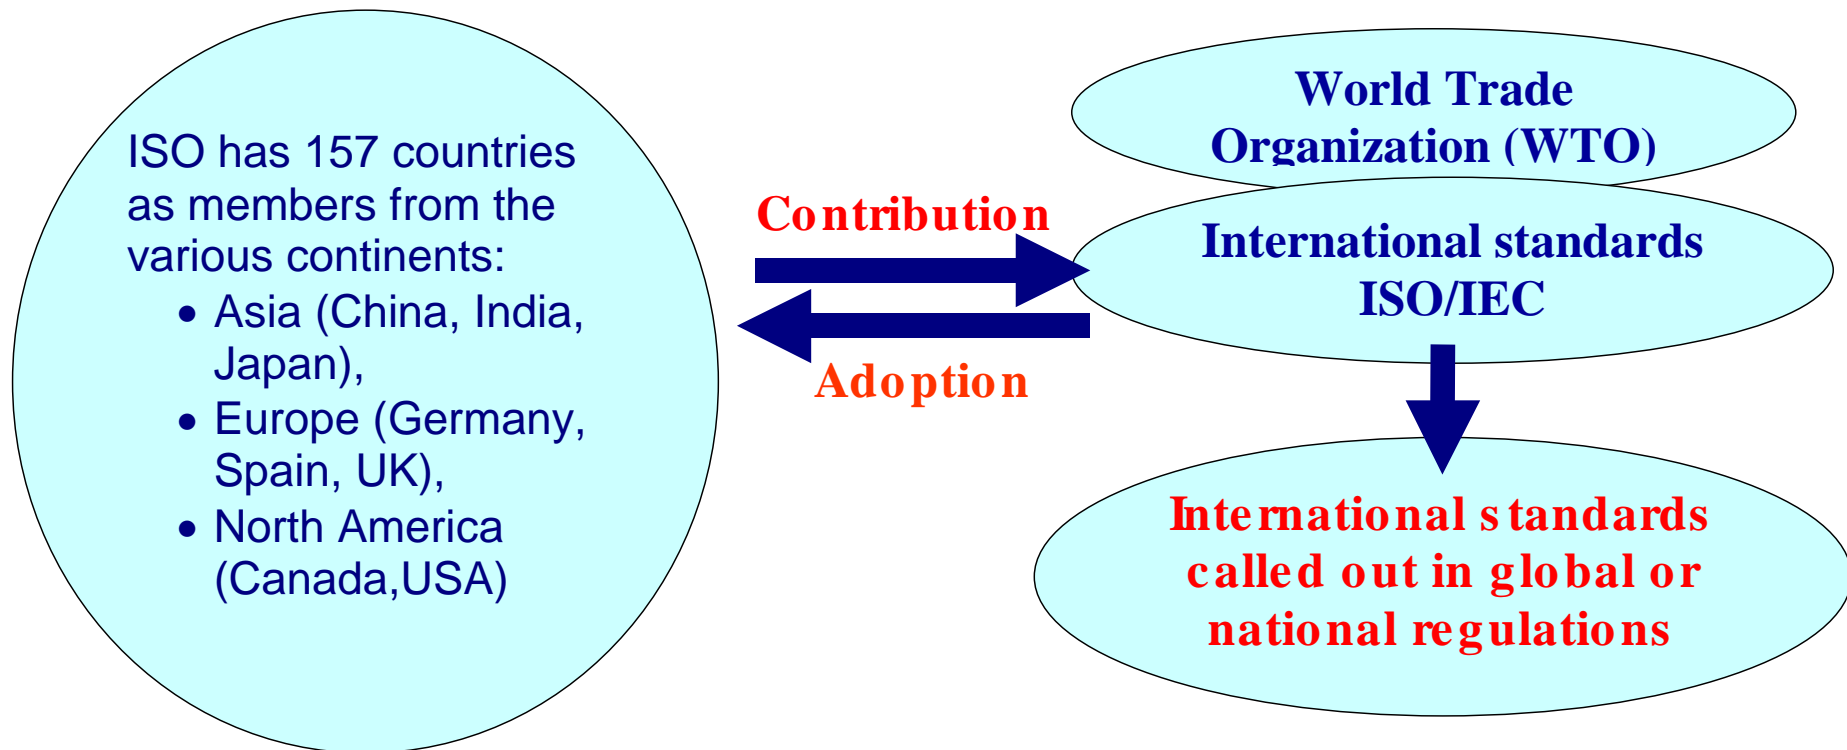 ISO has 157 countries
as members from the
various continents:
• Asia (China, India,
Japan),
• Europe (Germany,
Spain, UK),
• North America
(Canada,USA)
Contribution
Adoption
World Trade
Organization (WTO)
International standards
ISO/IEC
International standards
called out in global or
national regulations